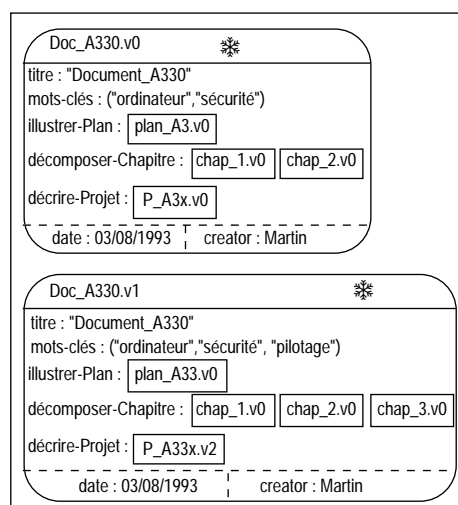 Doc_A330.v0
titre : "Document_A330"
mots-clés : ("ordinateur","sécurité")
illustrer-Plan : plan_A3.v0
décomposer-Chapitre : chap_1.v0 chap_2.v0
décrire-Projet : P_A3x.v0
date : 03/08/1993 creator : Martin
Doc_A330.v1
titre : "Document_A330"
mots-clés : ("ordinateur","sécurité", "pilotage")
illustrer-Plan : plan_A33.v0
décomposer-Chapitre : chap_1.v0 chap_2.v0 chap_3.v0
décrire-Projet : P_A33x.v2
date : 03/08/1993 creator : Martin